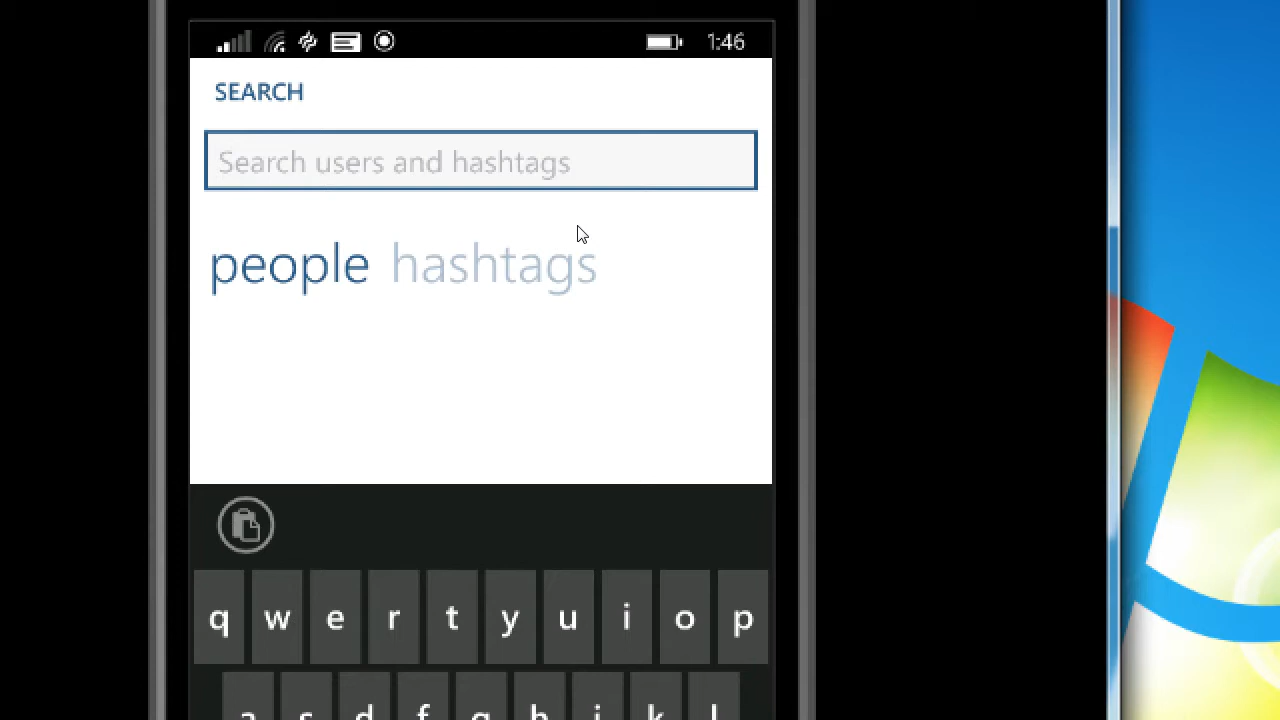 1:46
SEARCH
Search users and hashtags
people hashtags
q w e r t y u i o p
a s d f g h j k l